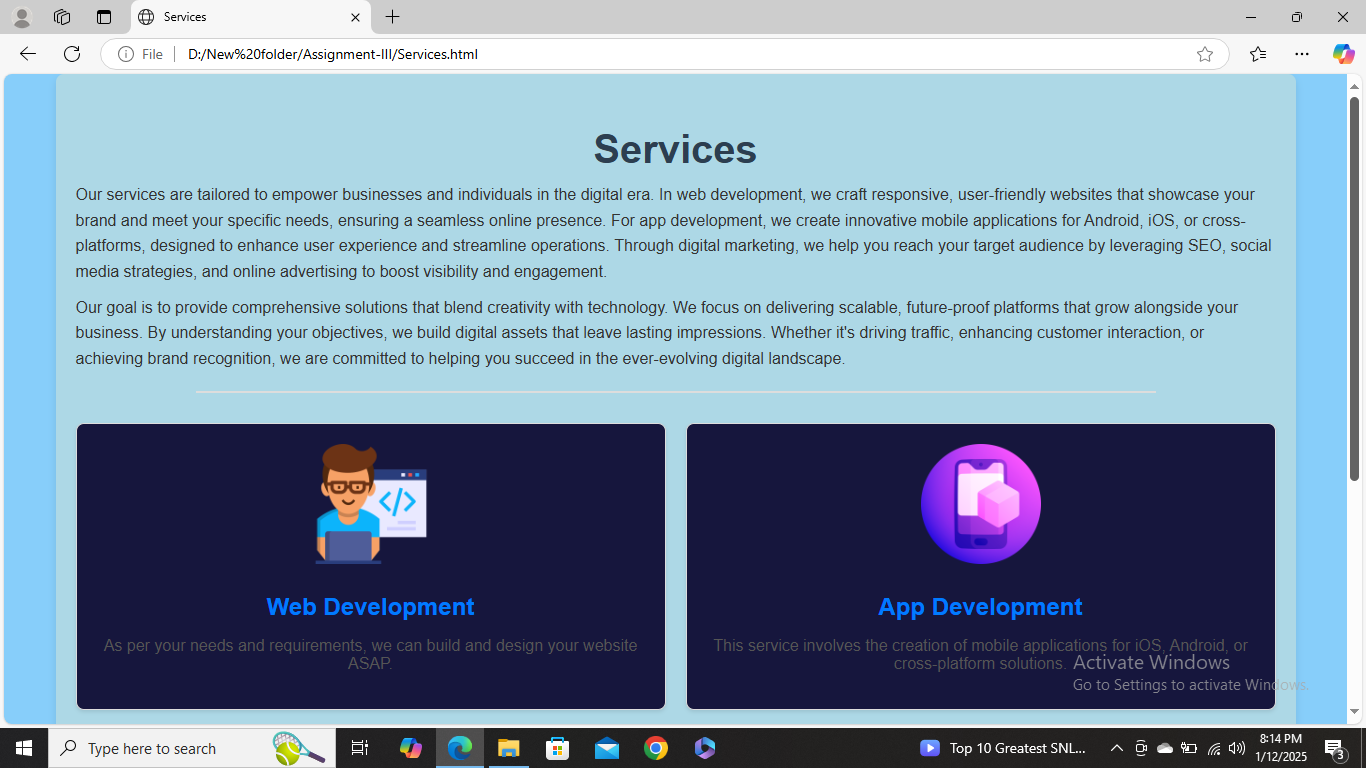 Services
File
D:/New%20folder/Assignment-III/Services.html
Services
Our services are tailored to empower businesses and individuals in the digital era. In web development, we craft responsive, user-friendly websites that showcase your
brand and meet your specific needs, ensuring a seamless online presence. For app development, we create innovative mobile applications for Android, iOS, or cross-
platforms, designed to enhance user experience and streamline operations. Through digital marketing, we help you reach your target audience by leveraging SEO, social
media strategies, and online advertising to boost visibility and engagement.
Our goal is to provide comprehensive solutions that blend creativity with technology. We focus on delivering scalable, future-proof platforms that grow alongside your
business. By understanding your objectives, we build digital assets that leave lasting impressions. Whether it's driving traffic, enhancing customer interaction, or
achieving brand recognition, we are committed to helping you succeed in the ever-evolving digital landscape.
</>
Web Development
As per your needs and requirements, we can build and design your website
ASAP.
App Development
This service involves the creation of mobile applications for iOS, Android, or
cross-platform solutions.
Activate Windows
Go to Settings to activate Windows.
Type here to search
Top 10 Greatest SNL...
8:14 PM
1/12/2025
3